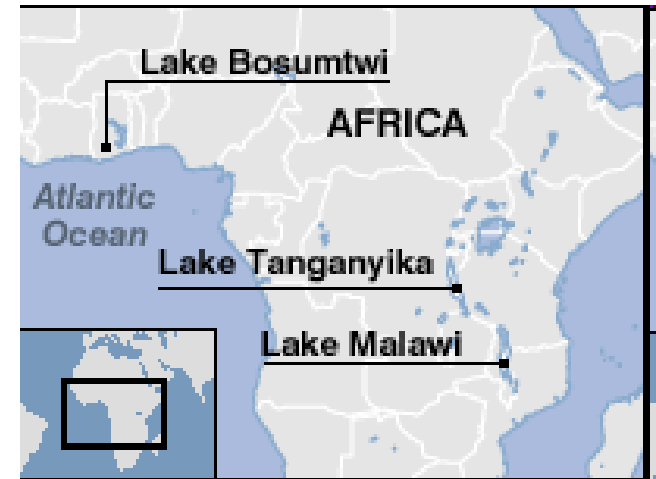 Lake Bosumtwi
AFRICA
Atlantic
Ocean
Lake Tanganyika
Lake Malawi